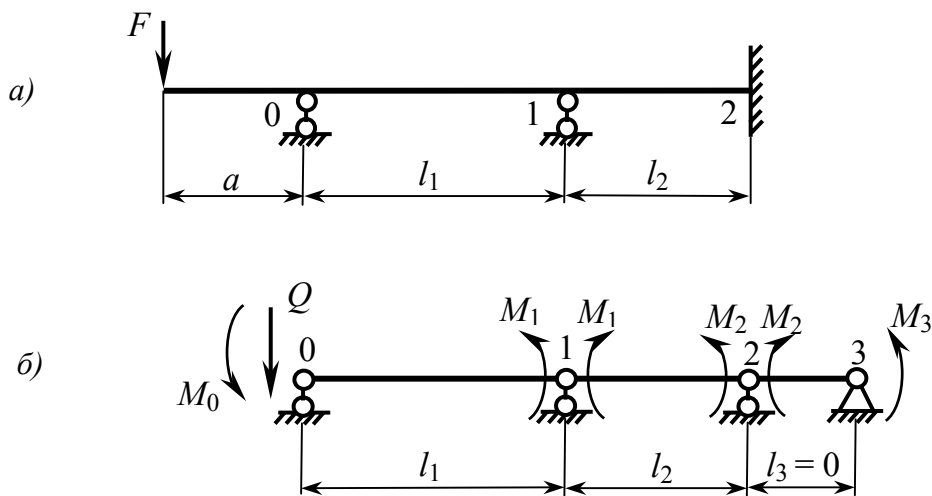 F
а)
0 1 2
a l₁ l₂
Q M₁ M₁ M₂ M₂ M₃
0 1 2 3
б)
M₀
l₁ l₂ l₃ = 0